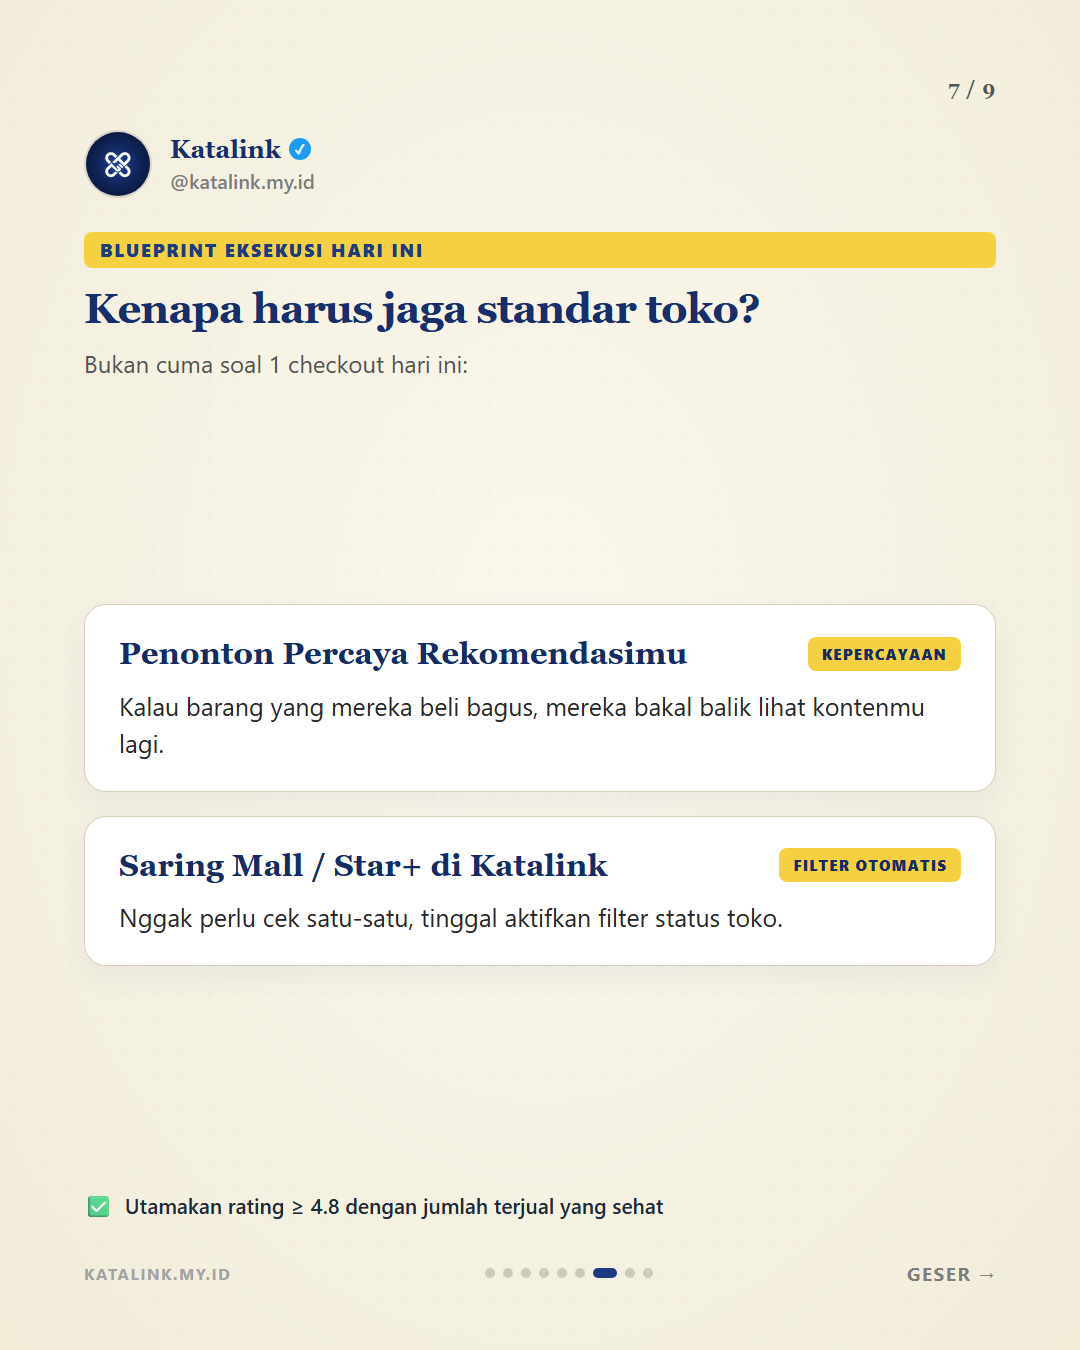 7 / 9
Katalink
@katalink.my.id
BLUEPRINT EKSEKUSI HARI INI
Kenapa harus jaga standar toko?
Bukan cuma soal 1 checkout hari ini:
Penonton Percaya Rekomendasimu
KEPERCAYAAN
Kalau barang yang mereka beli bagus, mereka bakal balik lihat kontenmu
lagi.
Saring Mall / Star+ di Katalink
FILTER OTOMATIS
Nggak perlu cek satu-satu, tinggal aktifkan filter status toko.
✅ Utamakan rating ≥ 4.8 dengan jumlah terjual yang sehat
KATALINK.MY.ID
GESER →